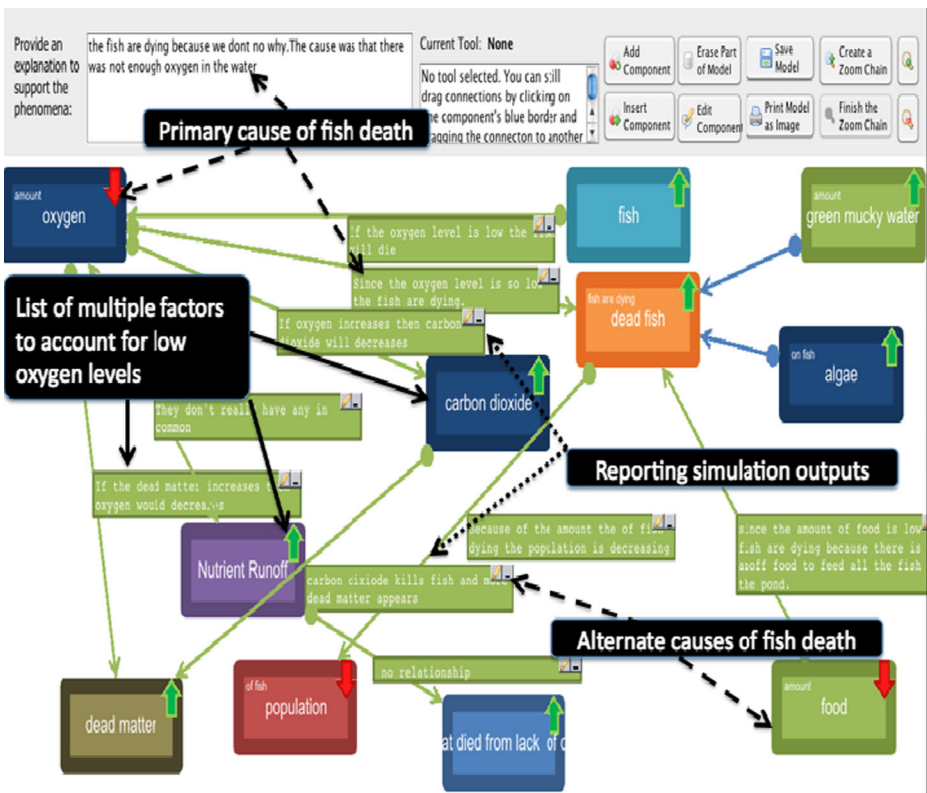 Provide an
explanation to
support the
phenomena:
the fish are dying because we dont no why.The cause was that there
was not enough oxygen in the water
Current Tool: None
No tool selected. You can still
drag connections by clicking on
the component's blue border and
dragging the connecton to another
Add
Component
Erase Part
of Model
Save
Model
Create a
Zoom Chain
Insert
Component
Edit
Component
Print Model
as Image
Finish the
Zoom Chain
Primary cause of fish death
amount
oxygen
fish
amount
green mucky water
If the oxygen level is low the
will die
Since the oxygen level is so low
the fish are dying.
fish are dying
dead fish
List of multiple factors
to account for low
oxygen levels
If oxygen increases then carbon
dioxide will decreases
on fish
algae
carbon dioxide
They don't really have any in
common
Reporting simulation outputs
If the dead matter increases
oxygen would decreases
because of the amount the of
dying the population is decreasing
since the amount of food is low
fish are dying because there is
food to feed all the fish
the pond.
Nutrient Runoff
carbon cixiode kills fish and
dead matter appears
Alternate causes of fish death
no relationship
dead matter
of fish
population
at died from lack of
amount
food